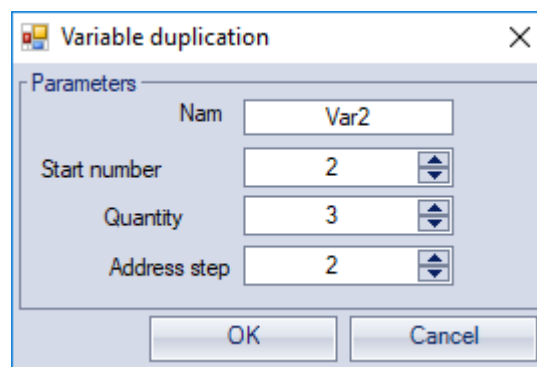 Variable duplication
Parameters
Nam Var2
Start number 2
Quantity 3
Address step 2
OK Cancel